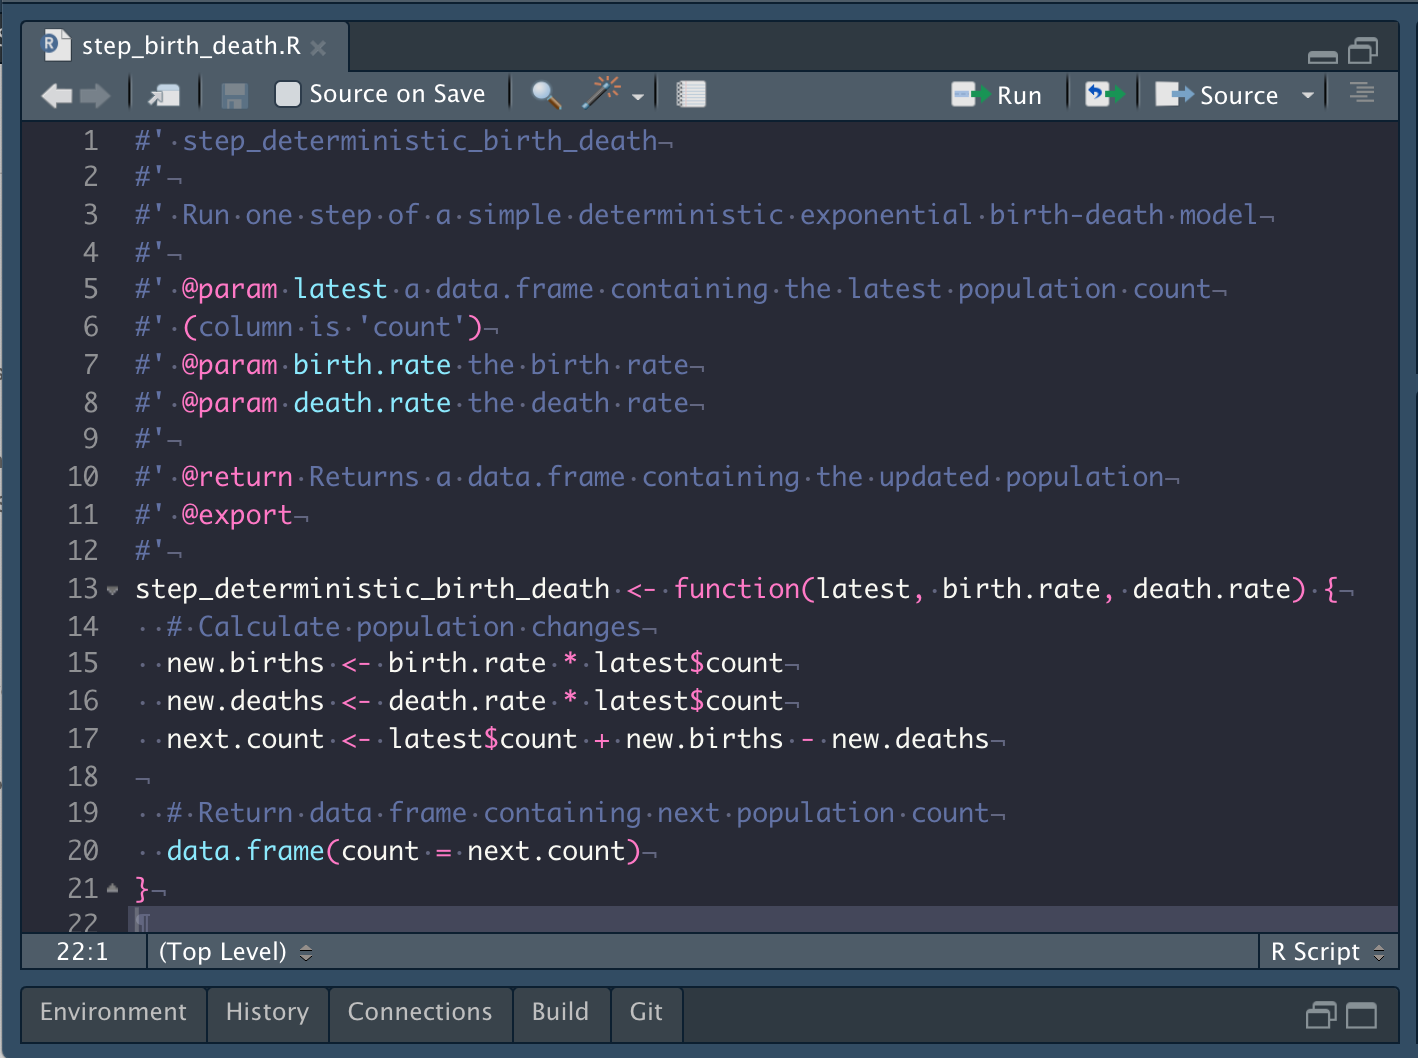 step_birth_death.R
Source on Save
Run
Source
1 #' step_deterministic_birth_death
2 #'
3 #' Run one step of a simple deterministic exponential birth-death model
4 #'
5 #' @param latest a data.frame containing the latest population count
6 #' (column is 'count')
7 #' @param birth.rate the birth rate
8 #' @param death.rate the death rate
9 #'
10 #' @return Returns a data.frame containing the updated population
11 #' @export
12 #'
13 step_deterministic_birth_death <- function(latest, birth.rate, death.rate) {
14   # Calculate population changes
15   new.births <- birth.rate * latest$count
16   new.deaths <- death.rate * latest$count
17   next.count <- latest$count + new.births - new.deaths
18
19   # Return data frame containing next population count
20   data.frame(count = next.count)
21 }
22
22:1 (Top Level) R Script
Environment History Connections Build Git